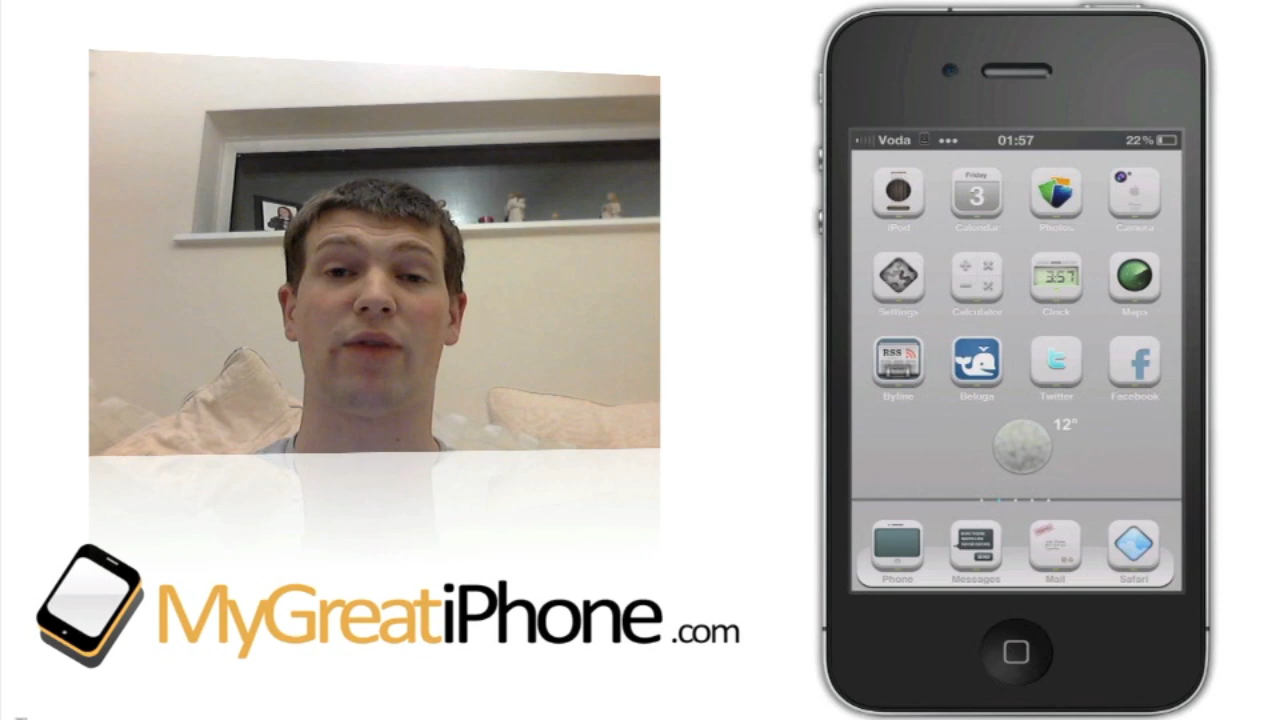 Voda 01:57 22%
Friday
3
iPod Calendar Photos Camera
3:57
Settings Calculator Clock Maps
RSS
Byline Beluga Twitter Facebook
12°
Phone Messages Mail Safari
MyGreatiPhone.com